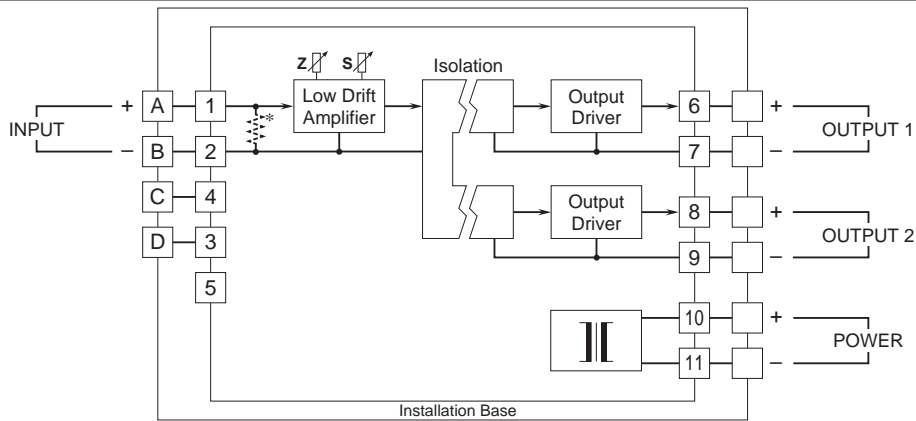 Z S
Isolation
Low Drift
Amplifier
Output
Driver
INPUT
+ A 1 *
− B 2
C 4
D 3
5
6 +
7 −
OUTPUT 1
Output
Driver
8 +
9 −
OUTPUT 2
10 +
11 −
POWER
Installation Base